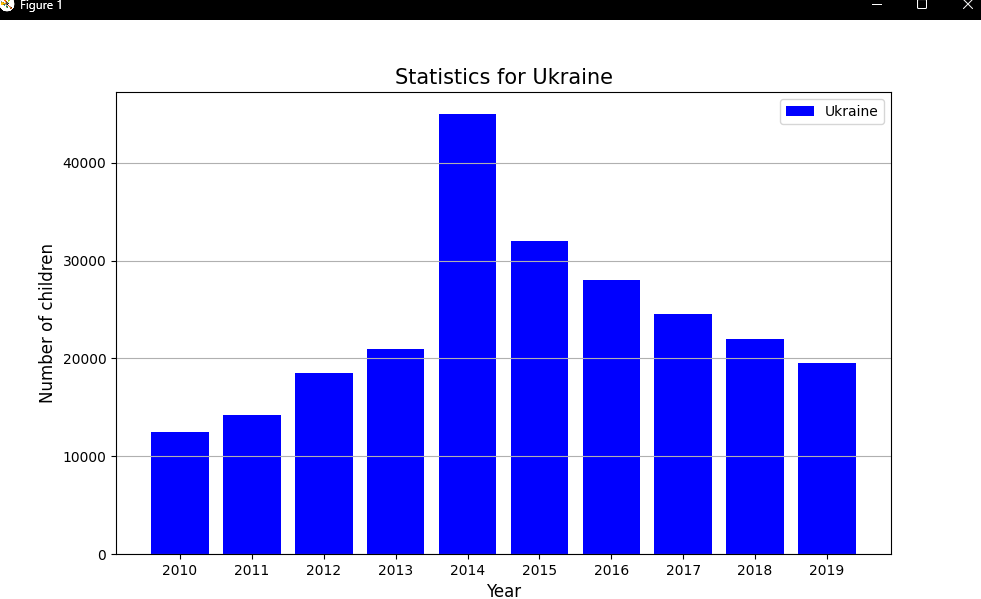 Figure 1
Statistics for Ukraine
Ukraine
40000
30000
20000
10000
0
Number of children
2010 2011 2012 2013 2014 2015 2016 2017 2018 2019
Year